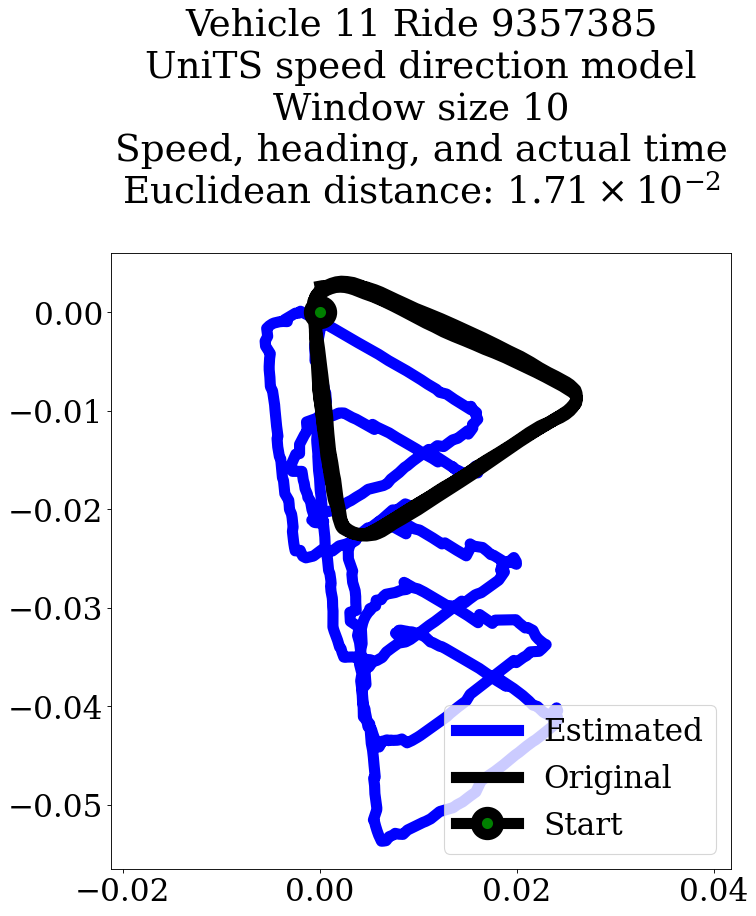 Vehicle 11 Ride 9357385
UniTS speed direction model
Window size 10
Speed, heading, and actual time
Euclidean distance: 1.71 × 10⁻²
0.00
−0.01
−0.02
−0.03
−0.04
−0.05
Estimated
Original
Start
−0.02
0.00
0.02
0.04